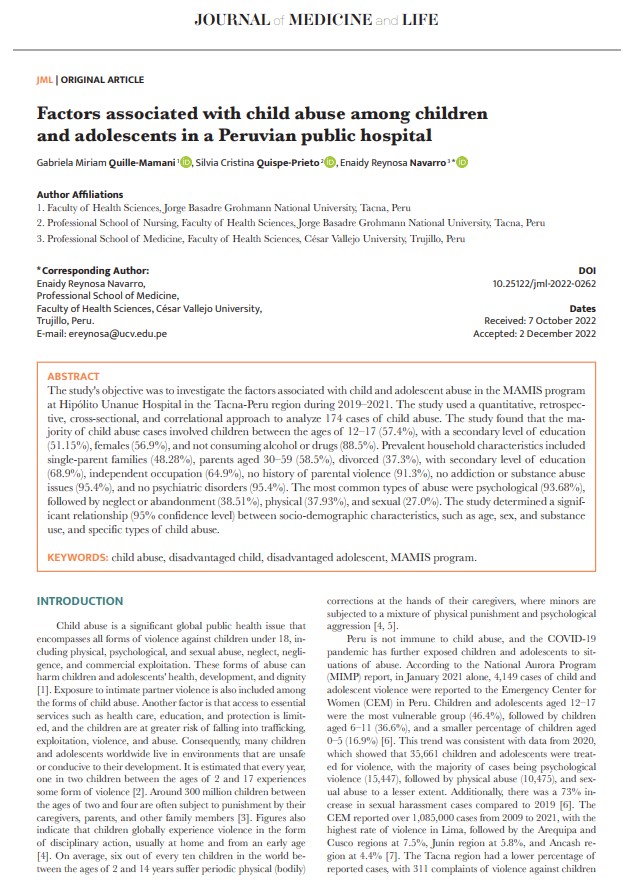 JOURNAL of MEDICINE and LIFE
JML | ORIGINAL ARTICLE
Factors associated with child abuse among children
and adolescents in a Peruvian public hospital
Gabriela Miriam Quille-Mamani 1 iD, Silvia Cristina Quispe-Prieto 2 iD, Enaidy Reynosa Navarro 3 * iD
Author Affiliations
1. Faculty of Health Sciences, Jorge Basadre Grohmann National University, Tacna, Peru
2. Professional School of Nursing, Faculty of Health Sciences, Jorge Basadre Grohmann National University, Tacna, Peru
3. Professional School of Medicine, Faculty of Health Sciences, César Vallejo University, Trujillo, Peru
*Corresponding Author:
Enaidy Reynosa Navarro,
Professional School of Medicine,
Faculty of Health Sciences, César Vallejo University,
Trujillo, Peru.
E-mail: ereynosa@ucv.edu.pe
DOI
10.25122/jml-2022-0262
Dates
Received: 7 October 2022
Accepted: 2 December 2022
ABSTRACT
The study's objective was to investigate the factors associated with child and adolescent abuse in the MAMIS program
at Hipólito Unanue Hospital in the Tacna-Peru region during 2019–2021. The study used a quantitative, retrospec-
tive, cross-sectional, and correlational approach to analyze 174 cases of child abuse. The study found that the ma-
jority of child abuse cases involved children between the ages of 12–17 (57.4%), with a secondary level of education
(51.15%), females (56.9%), and not consuming alcohol or drugs (88.5%). Prevalent household characteristics included
single-parent families (48.28%), parents aged 30–59 (58.5%), divorced (37.3%), with secondary level of education
(68.9%), independent occupation (64.9%), no history of parental violence (91.3%), no addiction or substance abuse
issues (95.4%), and no psychiatric disorders (95.4%). The most common types of abuse were psychological (93.68%),
followed by neglect or abandonment (38.51%), physical (37.93%), and sexual (27.0%). The study determined a signif-
icant relationship (95% confidence level) between socio-demographic characteristics, such as age, sex, and substance
use, and specific types of child abuse.
KEYWORDS: child abuse, disadvantaged child, disadvantaged adolescent, MAMIS program.
INTRODUCTION
Child abuse is a significant global public health issue that
encompasses all forms of violence against children under 18, in-
cluding physical, psychological, and sexual abuse, neglect, negli-
gence, and commercial exploitation. These forms of abuse can
harm children and adolescents' health, development, and dignity
[1]. Exposure to intimate partner violence is also included among
the forms of child abuse. Another factor is that access to essential
services such as health care, education, and protection is limit-
ed, and the children are at greater risk of falling into trafficking,
exploitation, violence, and abuse. Consequently, many children
and adolescents worldwide live in environments that are unsafe
or conducive to their development. It is estimated that every year,
one in two children between the ages of 2 and 17 experiences
some form of violence [2]. Around 300 million children between
the ages of two and four are often subject to punishment by their
caregivers, parents, and other family members [3]. Figures also
indicate that children globally experience violence in the form
of disciplinary action, usually at home and from an early age
[4]. On average, six out of every ten children in the world be-
tween the ages of 2 and 14 years suffer periodic physical (bodily)
corrections at the hands of their caregivers, where minors are
subjected to a mixture of physical punishment and psychological
aggression [4, 5].
Peru is not immune to child abuse, and the COVID-19
pandemic has further exposed children and adolescents to sit-
uations of abuse. According to the National Aurora Program
(MIMP) report, in January 2021 alone, 4,149 cases of child and
adolescent violence were reported to the Emergency Center for
Women (CEM) in Peru. Children and adolescents aged 12–17
were the most vulnerable group (46.4%), followed by children
aged 6–11 (36.6%), and a smaller percentage of children aged
0–5 (16.9%) [6]. This trend was consistent with data from 2020,
which showed 35,661 children and adolescents were treat-
ed for violence, with the majority of cases being psychological
violence (15,447), followed by physical abuse (10,475), and sex-
ual abuse to a lesser extent. Additionally, there was a 73% in-
crease in sexual harassment cases compared to 2019 [6]. The
CEM reported over 1,085,000 cases from 2009 to 2021, with the
highest rate of violence in Lima, followed by the Arequipa and
Cusco regions at 7.5%, Junín region at 5.8%, and Ancash re-
gion at 4.4% [7]. The Tacna region had a lower percentage of
reported cases, with 311 complaints of violence against children